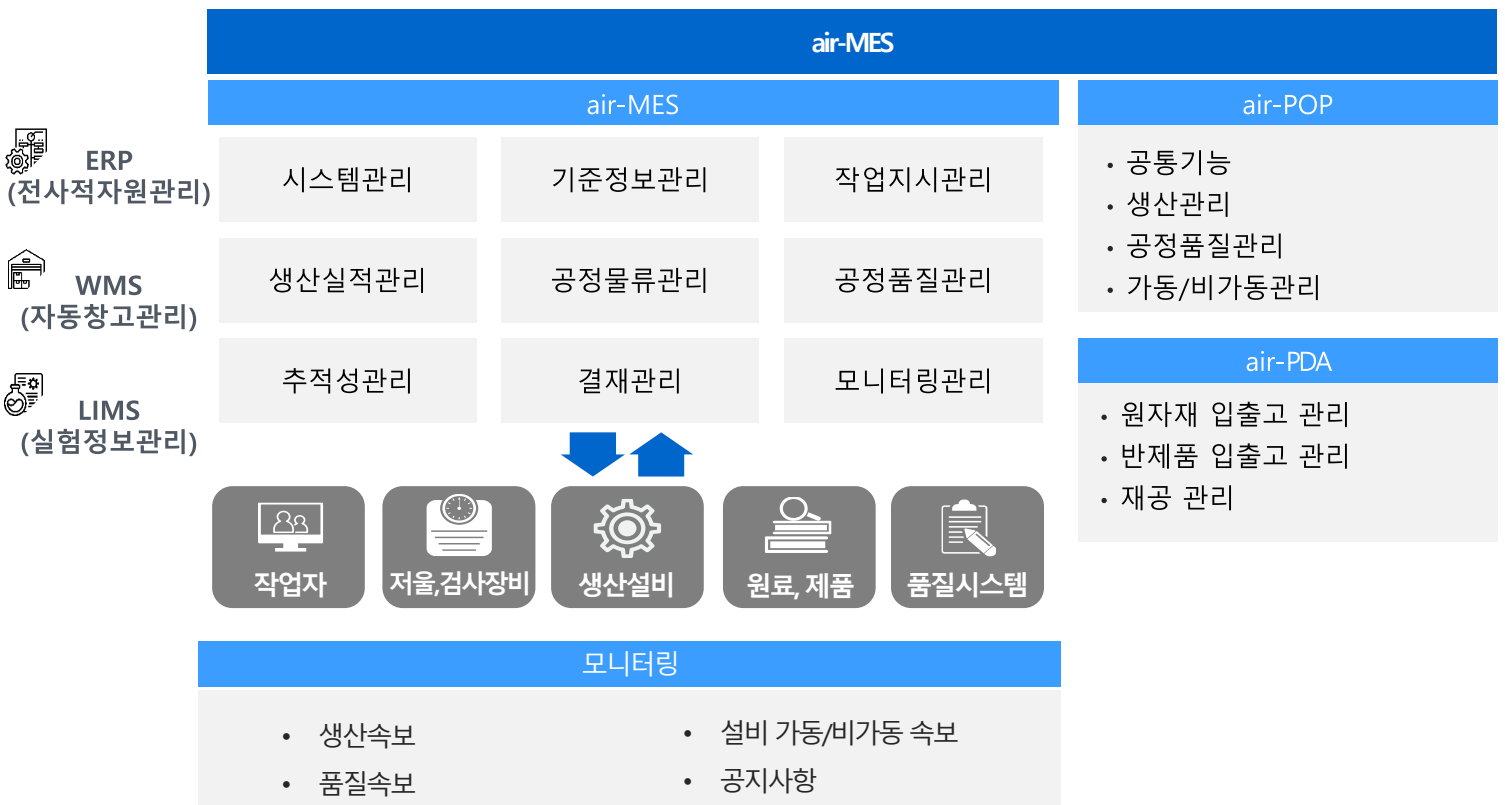 air-MES
air-MES
ERP
(전사적자원관리)
WMS
(자동창고관리)
LIMS
(실험정보관리)
시스템관리
기준정보관리
작업지시관리
생산실적관리
공정물류관리
공정품질관리
추적성관리
결재관리
모니터링관리
작업자
저울,검사장비
생산설비
원료, 제품
품질시스템
모니터링
• 생산속보
• 품질속보
• 설비 가동/비가동 속보
• 공지사항
air-POP
• 공통기능
• 생산관리
• 공정품질관리
• 가동/비가동관리
air-PDA
• 원자재 입출고 관리
• 반제품 입출고 관리
• 재공 관리